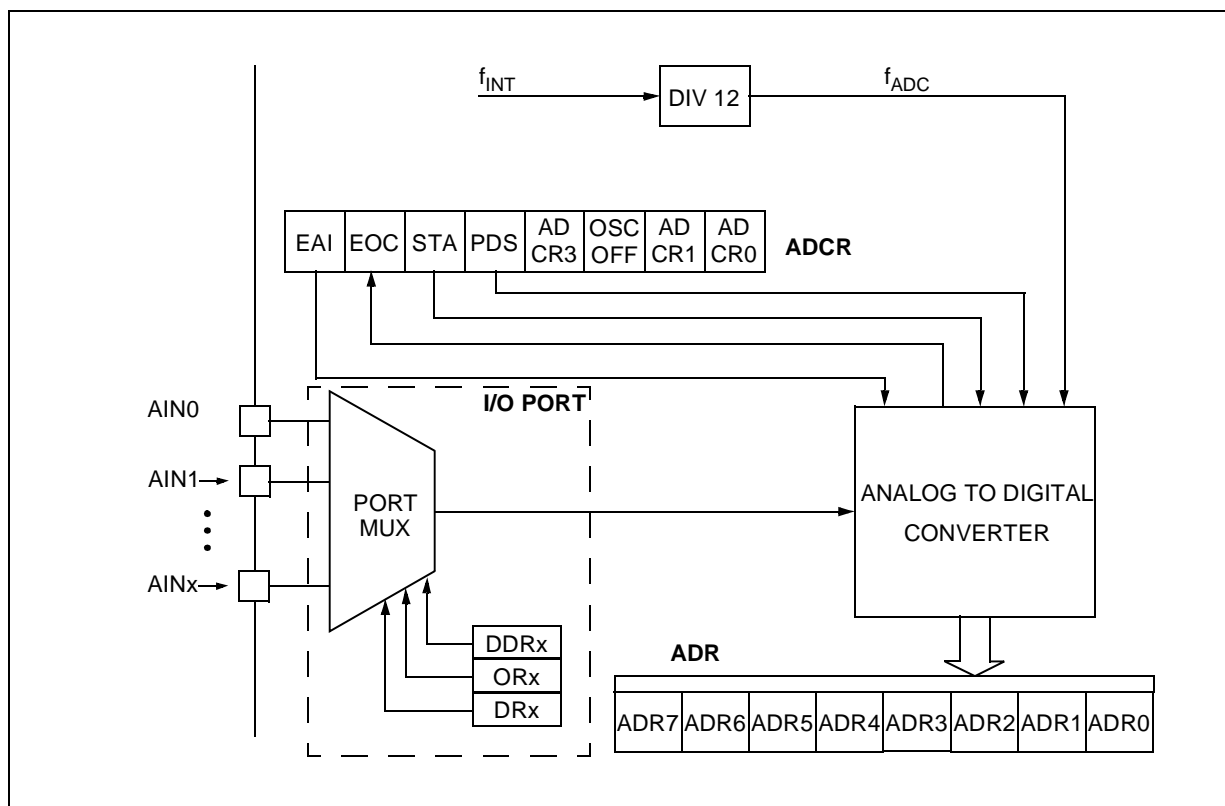 fINT
DIV 12
fADC
EAI EOC STA PDS AD CR3 OSC OFF AD CR1 AD CR0
ADCR
I/O PORT
AIN0
AIN1
AINx
PORT
MUX
ANALOG TO DIGITAL
CONVERTER
DDRx
ORx
DRx
ADR
ADR7 ADR6 ADR5 ADR4 ADR3 ADR2 ADR1 ADR0